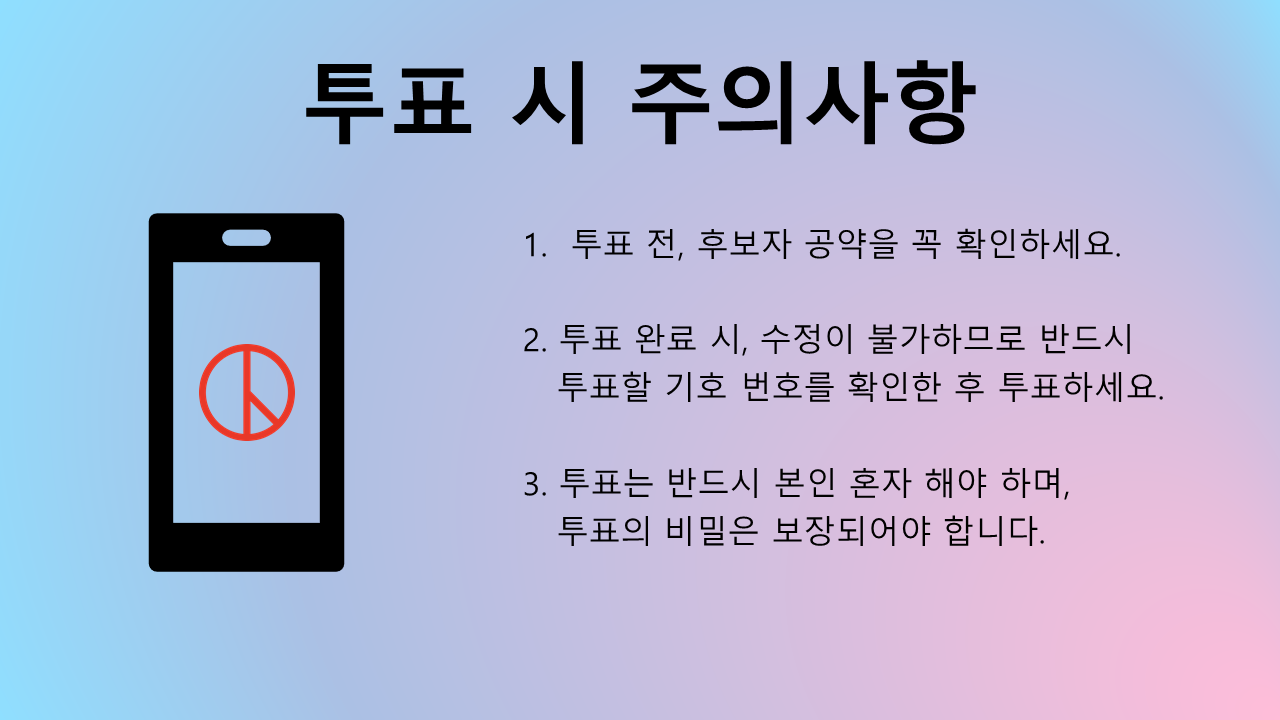 투표 시 주의사항
1. 투표 전, 후보자 공약을 꼭 확인하세요.
2. 투표 완료 시, 수정이 불가하므로 반드시
투표할 기호 번호를 확인한 후 투표하세요.
3. 투표는 반드시 본인 혼자 해야 하며,
투표의 비밀은 보장되어야 합니다.